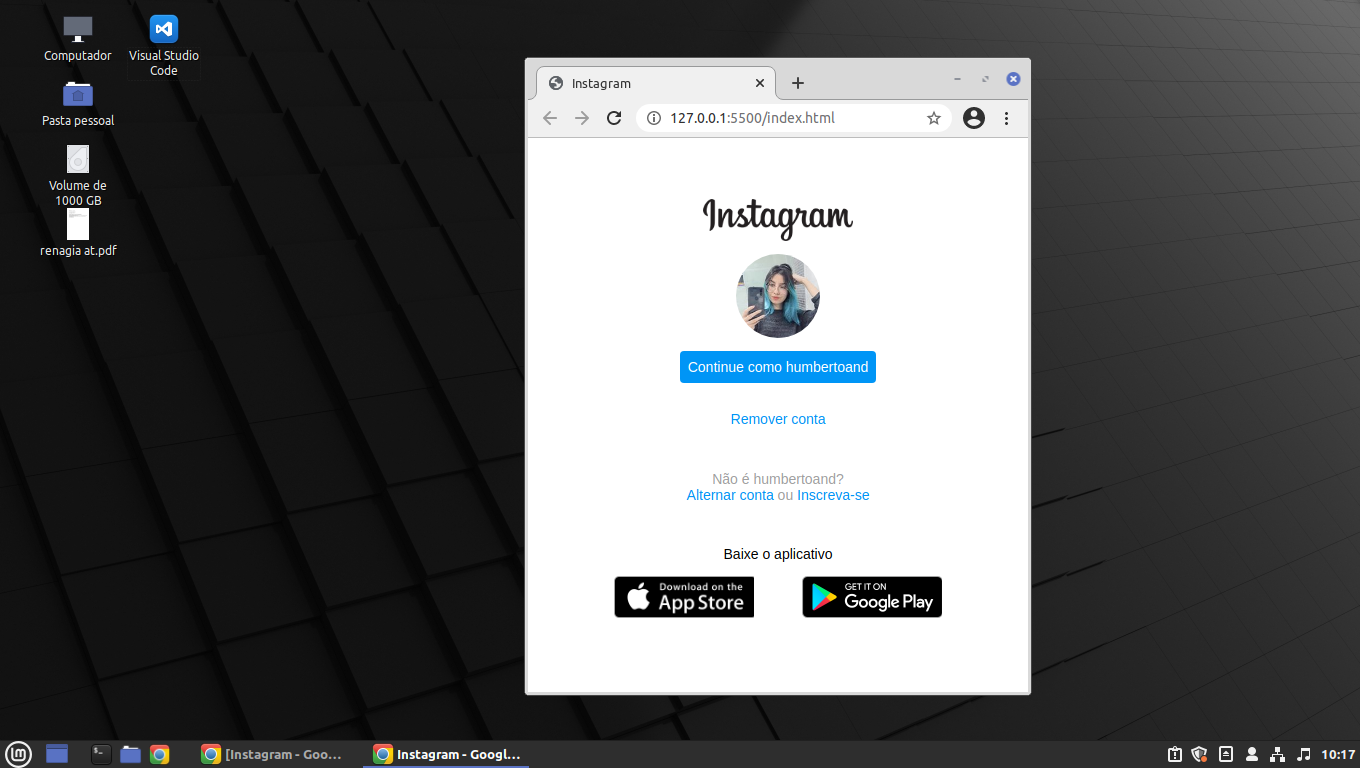 Computador
Visual Studio
Code
Pasta pessoal
Volume de
1000 GB
renagia at.pdf
Instagram
127.0.0.1:5500/index.html
Instagram
Continue como humbertoand
Remover conta
Não é humbertoand?
Alternar conta ou Inscreva-se
Baixe o aplicativo
Download on the
App Store
GET IT ON
Google Play
lm
[Instagram - Goo...
Instagram - Googl...
10:17